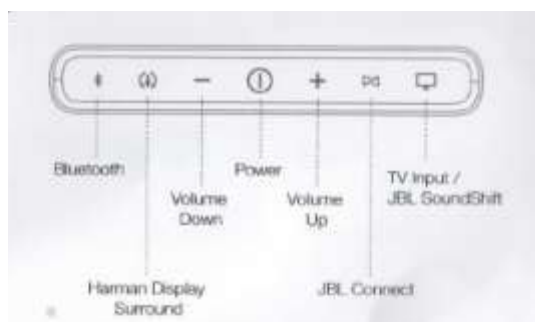 Bluetooth
Power
TV Input /
JBL SoundShift
Volume
Down
Volume
Up
Harman Display
Surround
JBL Connect